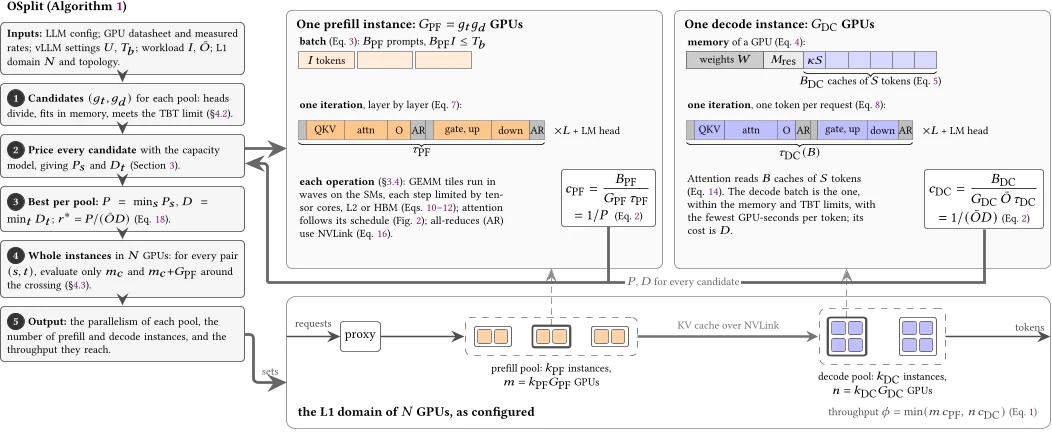 OSplit (Algorithm 1)
Inputs: LLM config; GPU datasheet and measured
rates; vLLM settings U, T_b; workload I, Ō; L1
domain N and topology.
1 Candidates (g_t, g_d) for each pool: heads
divide, fits in memory, meets the TBT limit (§4.2).
2 Price every candidate with the capacity
model, giving P_s and D_t (Section 3).
3 Best per pool: P = min_s P_s, D =
min_t D_t; r* = P/(ŌD) (Eq. 18).
4 Whole instances in N GPUs: for every pair
(s, t), evaluate only m_c and m_c+G_PF around
the crossing (§4.3).
5 Output: the parallelism of each pool, the
number of prefill and decode instances, and the
throughput they reach.
sets
One prefill instance: G_PF = g_t g_d GPUs
batch (Eq. 3): B_PF prompts, B_PF I ≤ T_b
I tokens
one iteration, layer by layer (Eq. 7):
QKV attn O AR gate, up down AR ×L + LM head
τ_PF
each operation (§3.4): GEMM tiles run in
waves on the SMs, each step limited by ten-
sor cores, L2 or HBM (Eqs. 10–12); attention
follows its schedule (Fig. 2); all-reduces (AR)
use NVLink (Eq. 16).
c_PF = B_PF / G_PF τ_PF
= 1/P (Eq. 2)
One decode instance: G_DC GPUs
memory of a GPU (Eq. 4):
weights W M_res κS
B_DC caches of S tokens (Eq. 5)
one iteration, one token per request (Eq. 8):
QKV attn O AR gate, up down AR ×L + LM head
τ_DC(B)
Attention reads B caches of S tokens
(Eq. 14). The decode batch is the one,
within the memory and TBT limits, with
the fewest GPU-seconds per token; its
cost is D.
c_DC = B_DC / G_DC Ō τ_DC
= 1/(ŌD) (Eq. 2)
P, D for every candidate
requests
proxy
KV cache over NVLink
tokens
prefill pool: k_PF instances,
m = k_PF G_PF GPUs
decode pool: k_DC instances,
n = k_DC G_DC GPUs
the L1 domain of N GPUs, as configured
throughput ϕ = min(m c_PF, n c_DC) (Eq. 1)